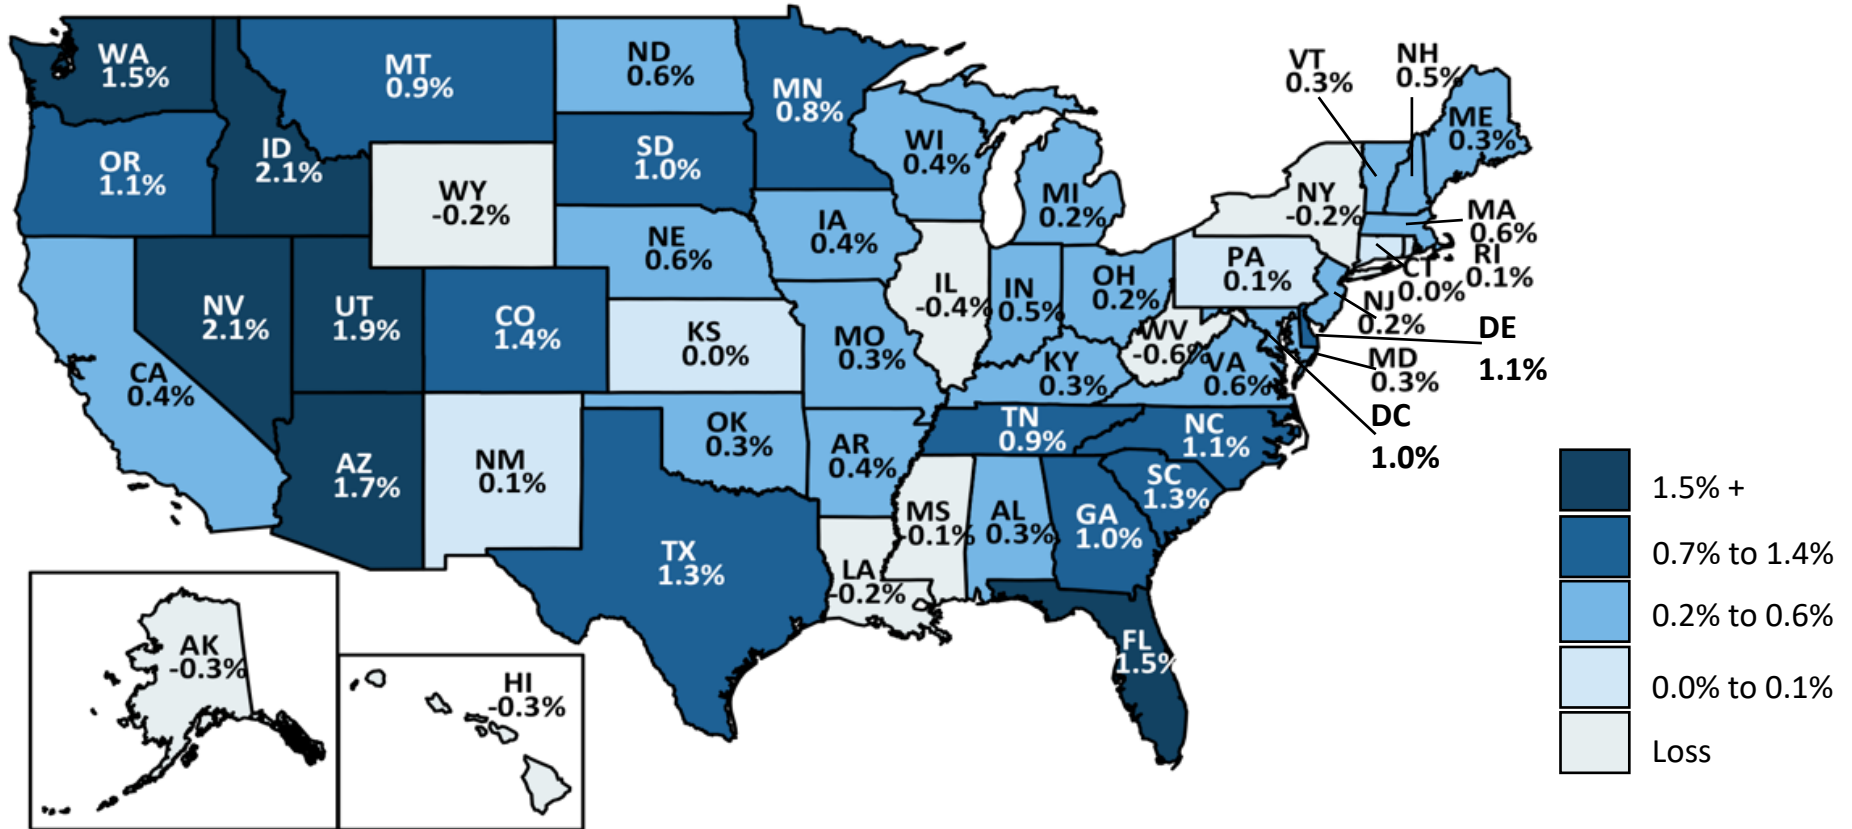 WA
1.5%
MT
0.9%
ND
0.6%
MN
0.8%
VT
0.3%
NH
0.5%
ME
0.3%
OR
1.1%
ID
2.1%
WY
-0.2%
SD
1.0%
WI
0.4%
MI
0.2%
NY
-0.2%
MA
0.6%
NE
0.6%
IA
0.4%
IL
-0.4%
IN
0.5%
OH
0.2%
PA
0.1%
CT
0.0%
RI
0.1%
NJ
0.2%
DE
1.1%
NV
2.1%
UT
1.9%
CO
1.4%
KS
0.0%
MO
0.3%
KY
0.3%
WV
-0.6%
VA
0.6%
MD
0.3%
DC
1.0%
CA
0.4%
AZ
1.7%
NM
0.1%
OK
0.3%
AR
0.4%
TN
0.9%
NC
1.1%
SC
1.3%
MS
-0.1%
AL
0.3%
GA
1.0%
TX
1.3%
LA
-0.2%
FL
1.5%
AK
-0.3%
HI
-0.3%
1.5% +
0.7% to 1.4%
0.2% to 0.6%
0.0% to 0.1%
Loss